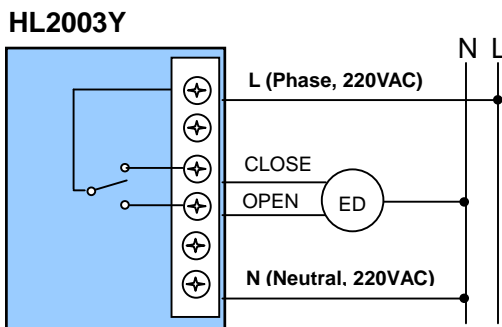 HL2003Y
N L
L (Phase, 220VAC)
CLOSE
OPEN
ED
N (Neutral, 220VAC)